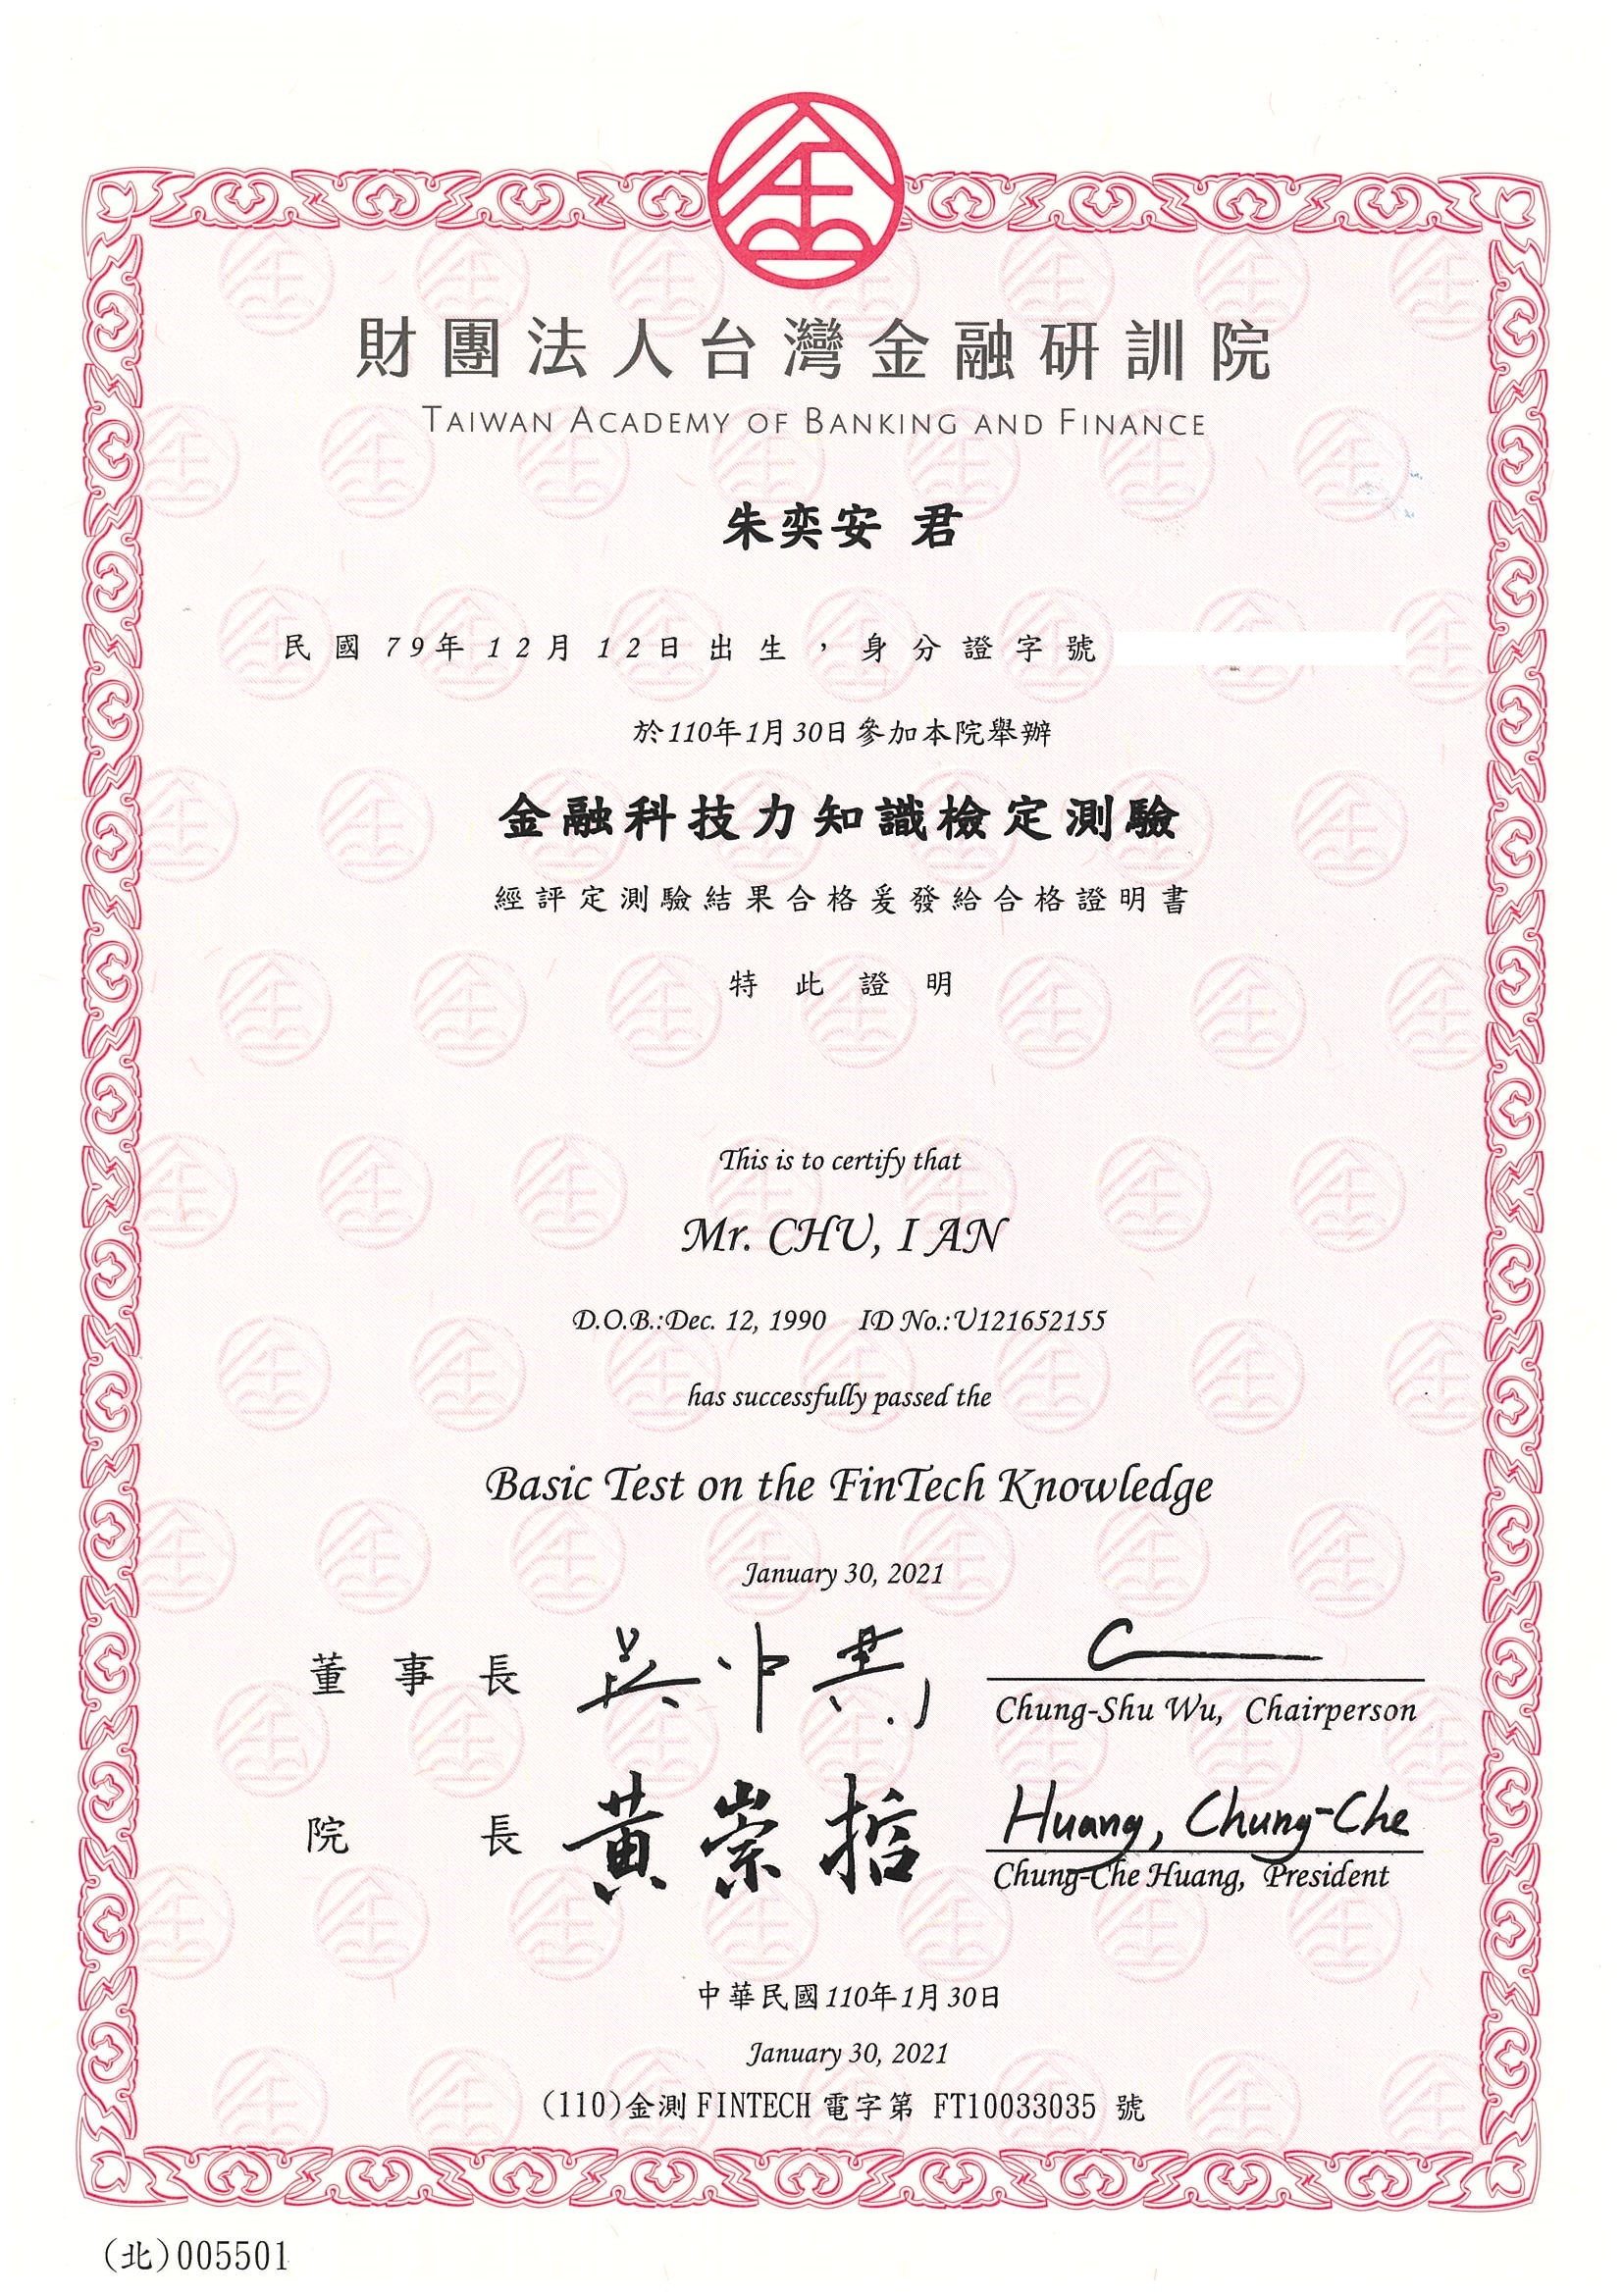 財團法人台灣金融研訓院
TAIWAN ACADEMY OF BANKING AND FINANCE
朱奕安 君
民國79年12月12日出生，身分證字號
於110年1月30日參加本院舉辦
金融科技力知識檢定測驗
經評定測驗結果合格爰發給合格證明書
特此證明
This is to certify that
Mr. CHU, I AN
D.O.B.:Dec. 12, 1990 ID No.:U121652155
has successfully passed the
Basic Test on the FinTech Knowledge
January 30, 2021
董事長 吳中書
Chung-Shu Wu, Chairperson
院長 黃崇哲 Huang, Chung-Che
Chung-Che Huang, President
中華民國110年1月30日
January 30, 2021
(110)金測 FINTECH 電字第 FT10033035 號
(北)005501